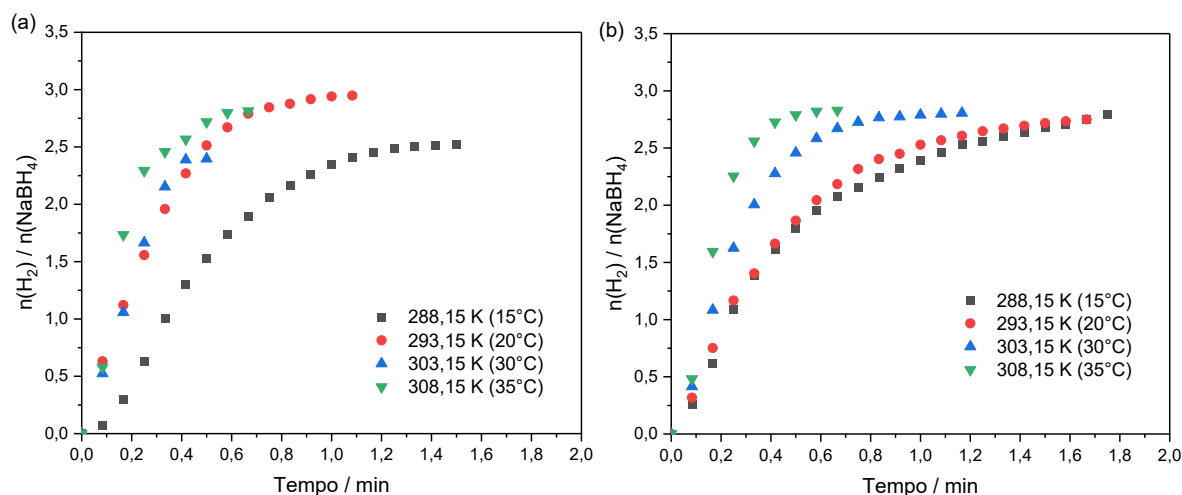 (a)
3,5
3,0
2,5
2,0
1,5
1,0
0,5
0,0
n(H₂) / n(NaBH₄)
288,15 K (15°C)
293,15 K (20°C)
303,15 K (30°C)
308,15 K (35°C)
0,0 0,2 0,4 0,6 0,8 1,0 1,2 1,4 1,6 1,8 2,0
Tempo / min
(b)
3,5
3,0
2,5
2,0
1,5
1,0
0,5
0,0
n(H₂) / n(NaBH₄)
288,15 K (15°C)
293,15 K (20°C)
303,15 K (30°C)
308,15 K (35°C)
0,0 0,2 0,4 0,6 0,8 1,0 1,2 1,4 1,6 1,8 2,0
Tempo / min